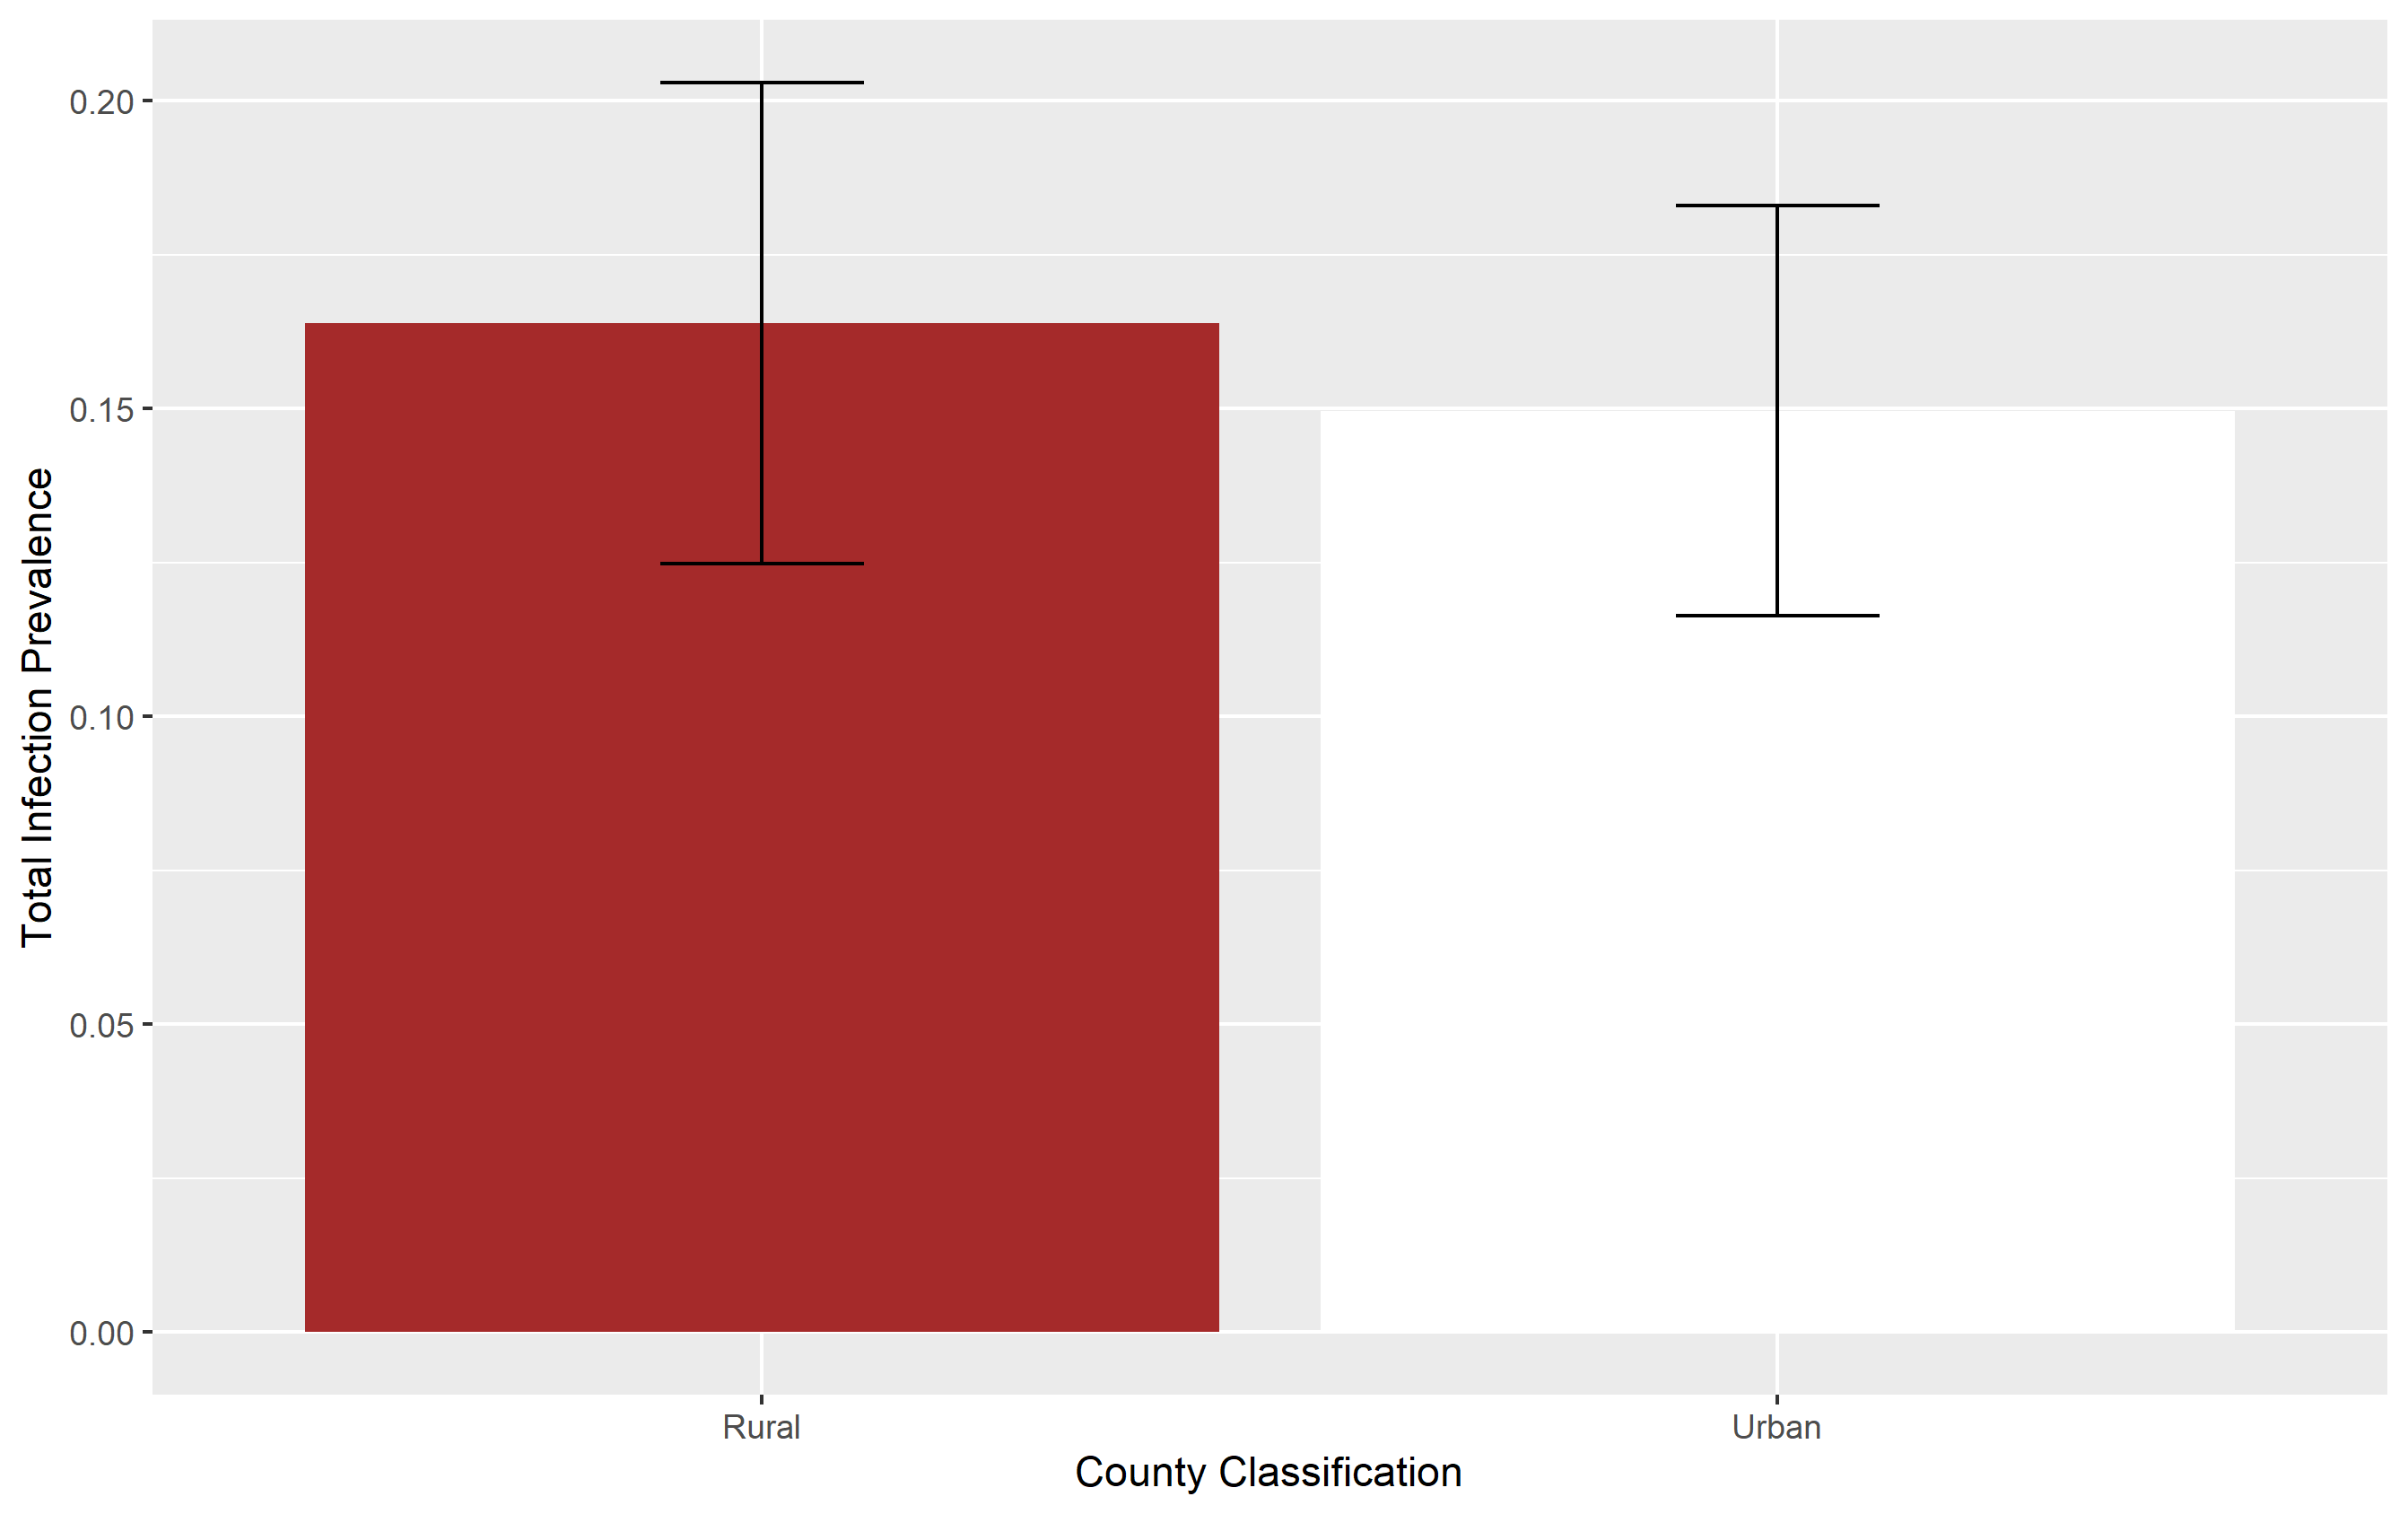 Total Infection Prevalence
0.20
0.15
0.10
0.05
0.00
Rural
Urban
County Classification